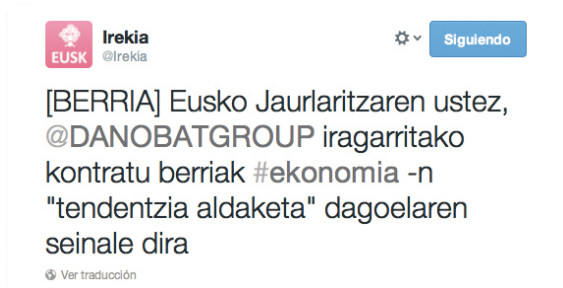 EUSK
Irekia
@Irekia
Siguiendo
[BERRIA] Eusko Jaurlaritzaren ustez,
@DANOBATGROUP iragarritako
kontratu berriak #ekonomia -n
"tendentzia aldaketa" dagoelaren
seinale dira
Ver traducción